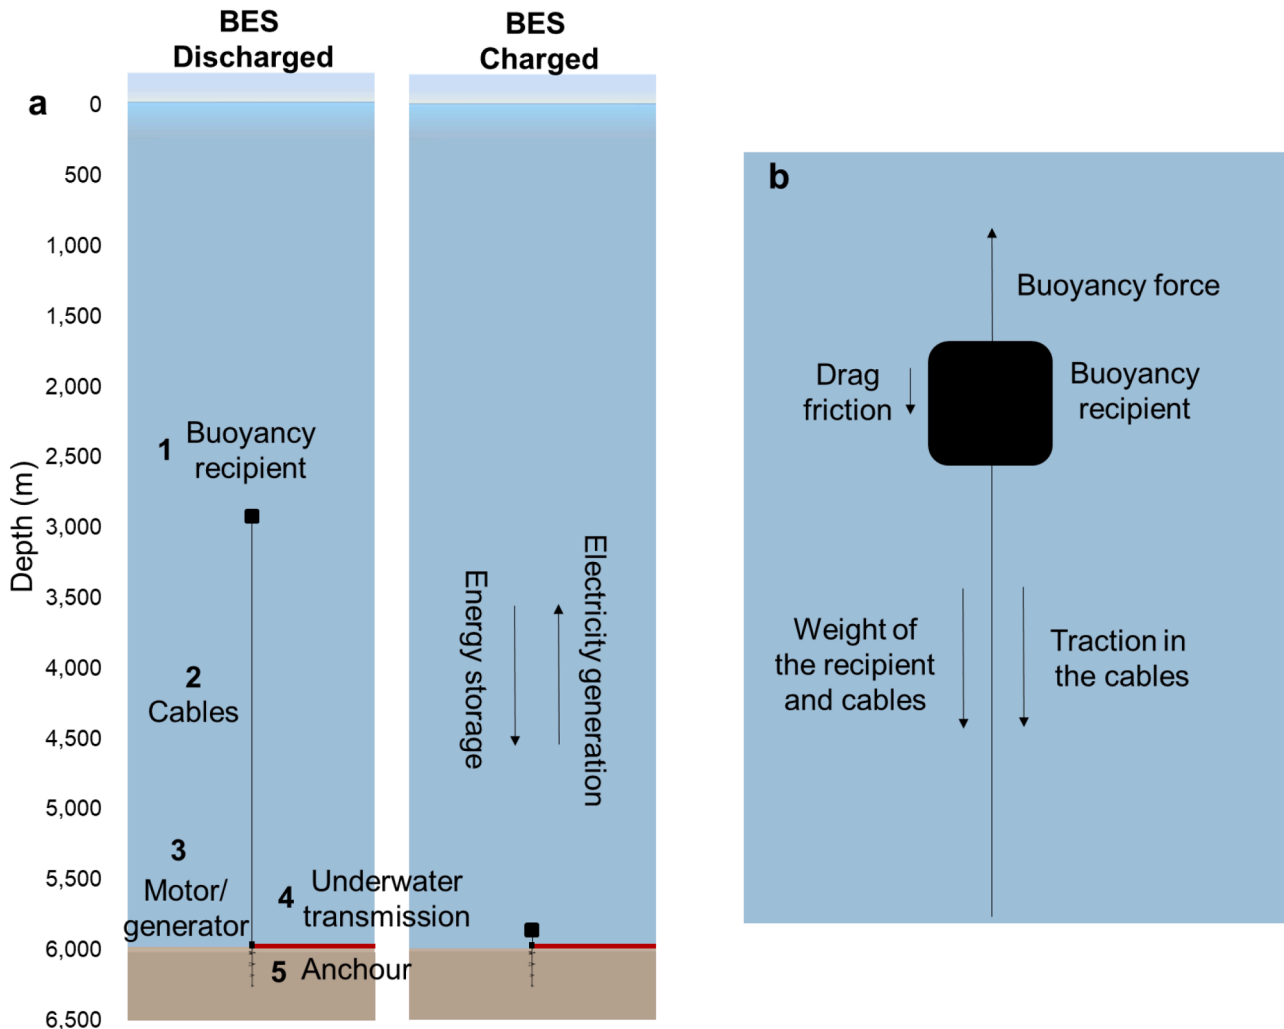 BES
Discharged
BES
Charged
a
0
500
1,000
1,500
2,000
2,500
3,000
3,500
4,000
4,500
5,000
5,500
6,000
6,500
Depth (m)
1
Buoyancy
recipient
2
Cables
3
Motor/
generator
4
Underwater
transmission
5
Anchour
Energy storage
Electricity generation
b
Buoyancy force
Drag
friction
Buoyancy
recipient
Weight of
the recipient
and cables
Traction in
the cables